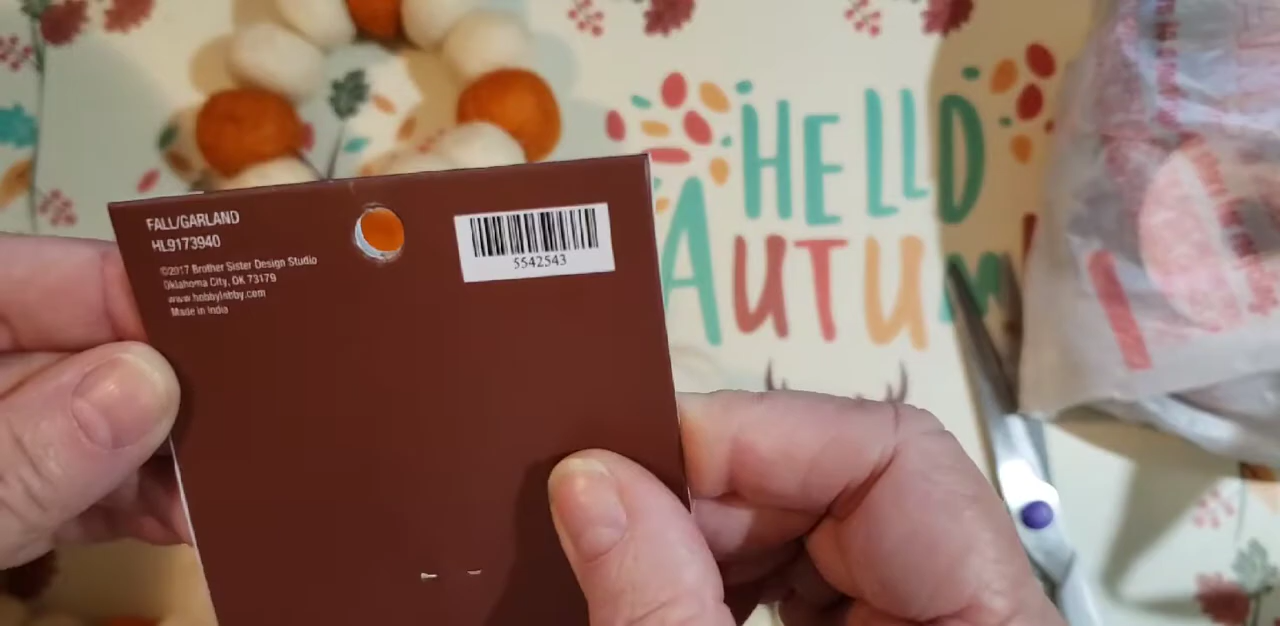 HELLO
AUTUM
FALL/GARLAND
HL9173940
©2017 Brother Sister Design Studio
Oklahoma City, OK 73179
www.hobbylobby.com
Made in India
5542543